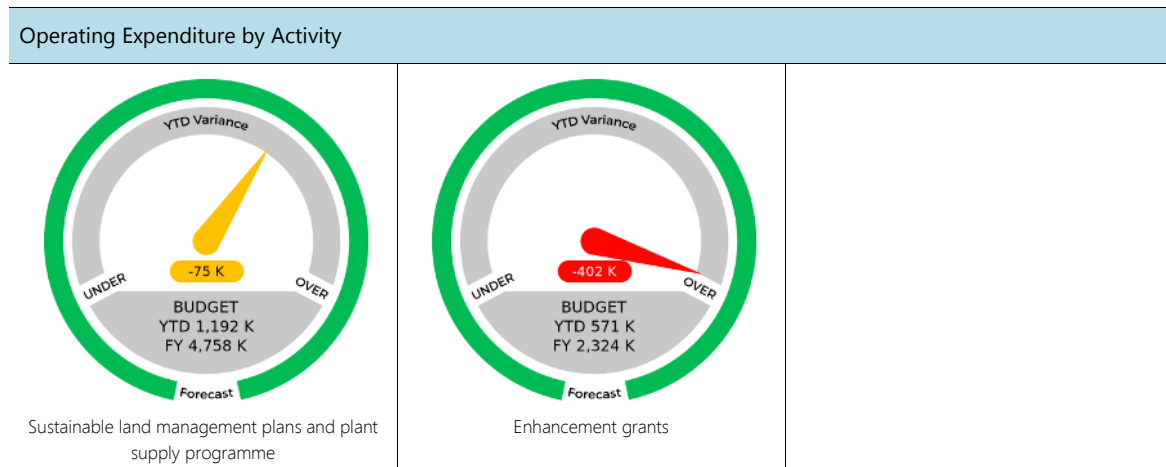 Operating Expenditure by Activity
YTD Variance
-75 K
UNDER
OVER
BUDGET
YTD 1,192 K
FY 4,758 K
Forecast
Sustainable land management plans and plant
supply programme
YTD Variance
-402 K
UNDER
OVER
BUDGET
YTD 571 K
FY 2,324 K
Forecast
Enhancement grants